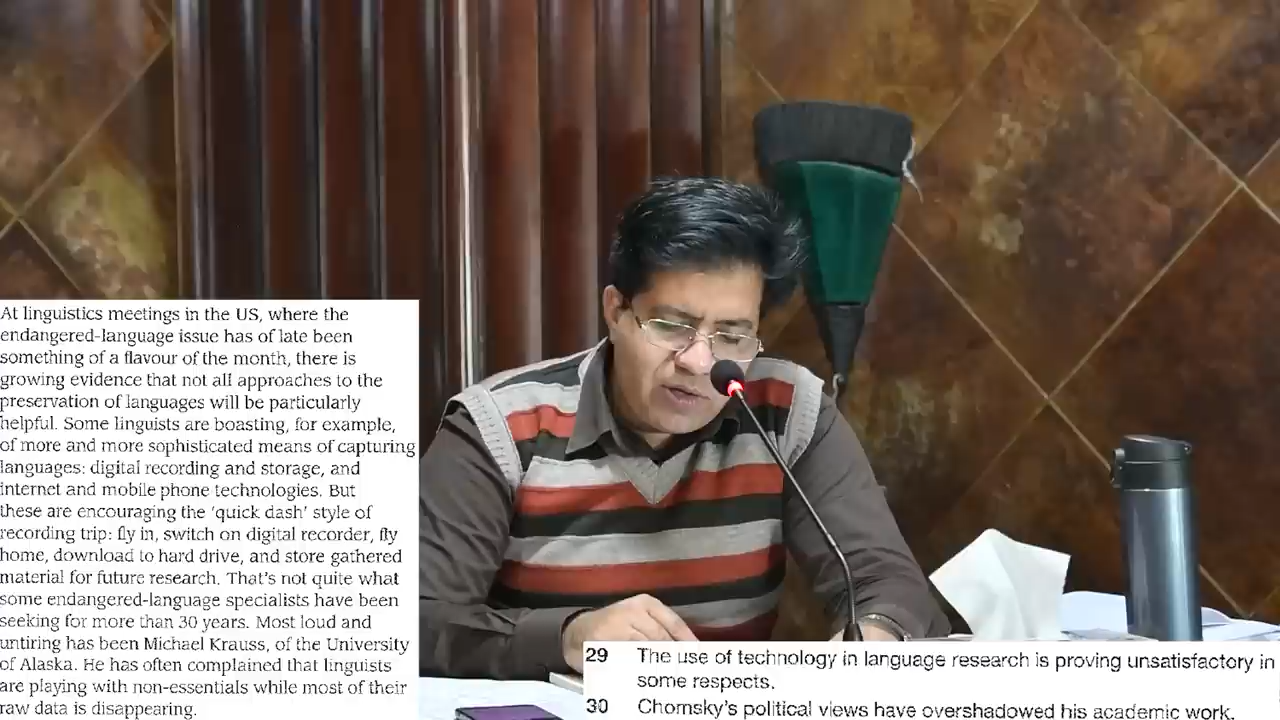 At linguistics meetings in the US, where the
endangered-language issue has of late been
something of a flavour of the month, there is
growing evidence that not all approaches to the
preservation of languages will be particularly
helpful. Some linguists are boasting, for example,
of more and more sophisticated means of capturing
languages: digital recording and storage, and
internet and mobile phone technologies. But
these are encouraging the 'quick dash' style of
recording trip: fly in, switch on digital recorder, fly
home, download to hard drive, and store gathered
material for future research. That's not quite what
some endangered-language specialists have been
seeking for more than 30 years. Most loud and
untiring has been Michael Krauss, of the University
of Alaska. He has often complained that linguists
are playing with non-essentials while most of their
raw data is disappearing.
29 The use of technology in language research is proving unsatisfactory in
some respects.
30 Chomsky's political views have overshadowed his academic work.